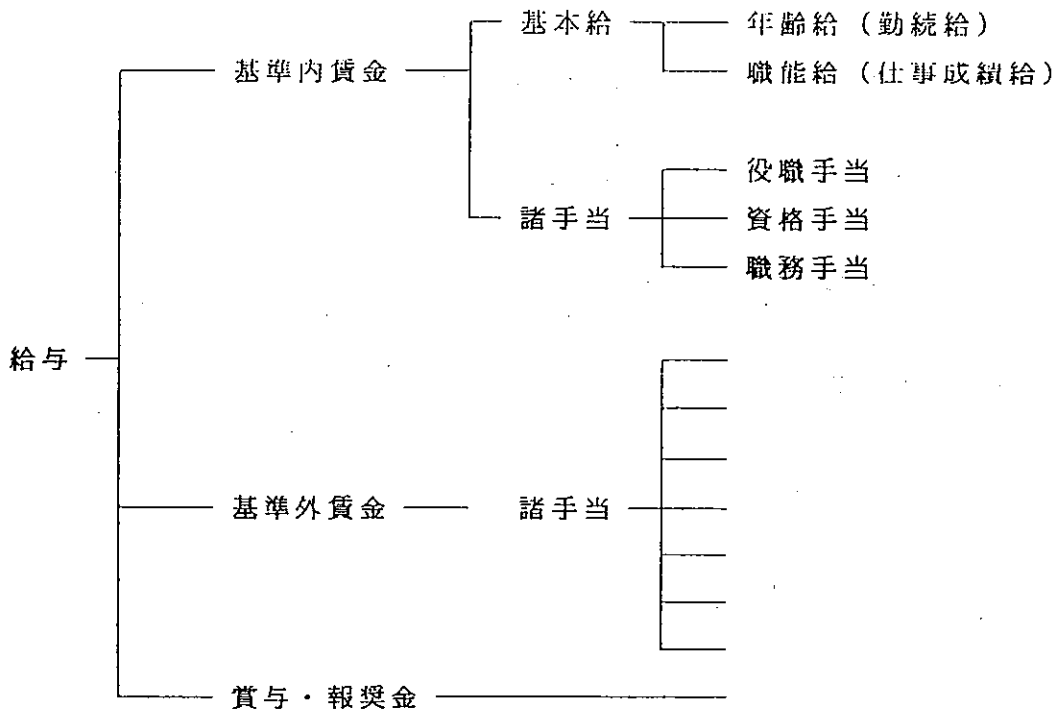 基本給
年齢給（勤続給）
基準内賃金
職能給（仕事成績給）
役職手当
諸手当
資格手当
職務手当
給与
基準外賃金
諸手当
賞与・報奨金